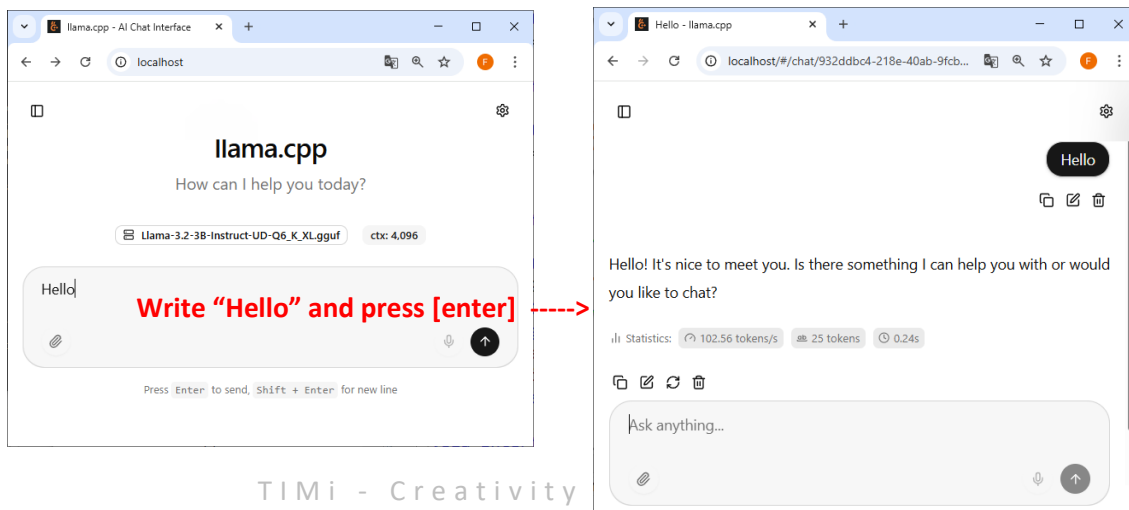 llama.cpp - AI Chat Interface
localhost
F
llama.cpp
How can I help you today?
Llama-3.2-3B-Instruct-UD-Q6_K_XL.gguf
ctx: 4,096
Hello
Write “Hello” and press [enter] ----->
Press Enter to send, Shift + Enter for new line
Hello - llama.cpp
localhost/#/chat/932ddbc4-218e-40ab-9fcb...
F
Hello
Hello! It's nice to meet you. Is there something I can help you with or would
you like to chat?
Statistics: 102.56 tokens/s 25 tokens 0.24s
Ask anything...
TIMi - Creativity